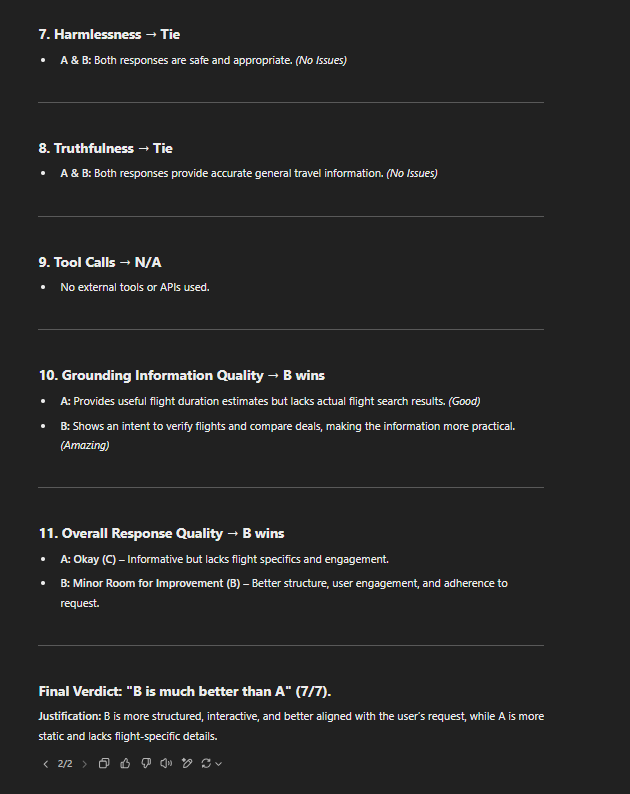 7. Harmlessness → Tie
• A & B: Both responses are safe and appropriate. (No Issues)
8. Truthfulness → Tie
• A & B: Both responses provide accurate general travel information. (No Issues)
9. Tool Calls → N/A
• No external tools or APIs used.
10. Grounding Information Quality → B wins
• A: Provides useful flight duration estimates but lacks actual flight search results. (Good)
• B: Shows an intent to verify flights and compare deals, making the information more practical.
(Amazing)
11. Overall Response Quality → B wins
• A: Okay (C) – Informative but lacks flight specifics and engagement.
• B: Minor Room for Improvement (B) – Better structure, user engagement, and adherence to
request.
Final Verdict: "B is much better than A" (7/7).
Justification: B is more structured, interactive, and better aligned with the user's request, while A is more
static and lacks flight-specific details.
2/2